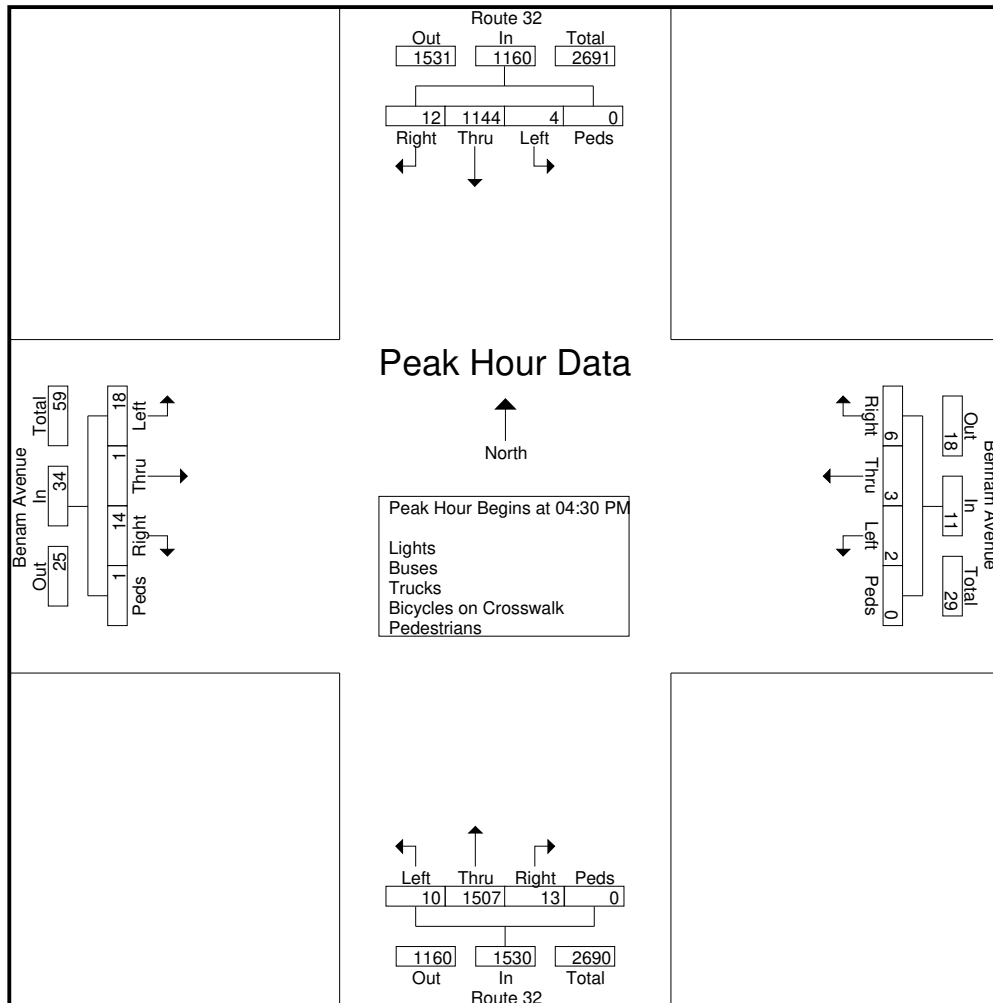 Route 32
Out In Total
1531 1160 2691
12 1144 4 0
Right Thru Left Peds
Peak Hour Data
North
Peak Hour Begins at 04:30 PM
Lights
Buses
Trucks
Bicycles on Crosswalk
Pedestrians
Benam Avenue
Total In Out
59 34 25
18 1 14 1
Left Thru Right Peds
Benham Avenue
Out In Total
18 11 29
6 3 2 0
Right Thru Left Peds
Left Thru Right Peds
10 1507 13 0
1160 1530 2690
Out In Total
Route 32